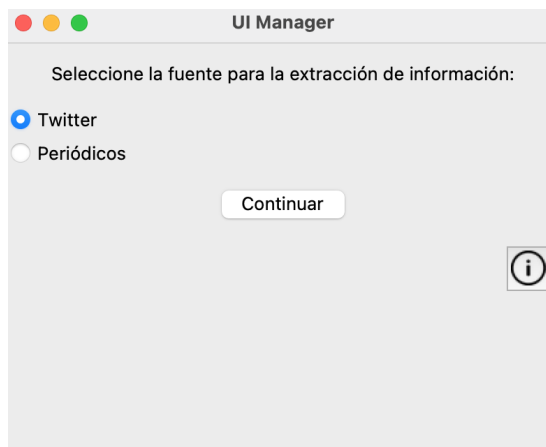 UI Manager
Seleccione la fuente para la extracción de información:
Twitter
Periódicos
Continuar